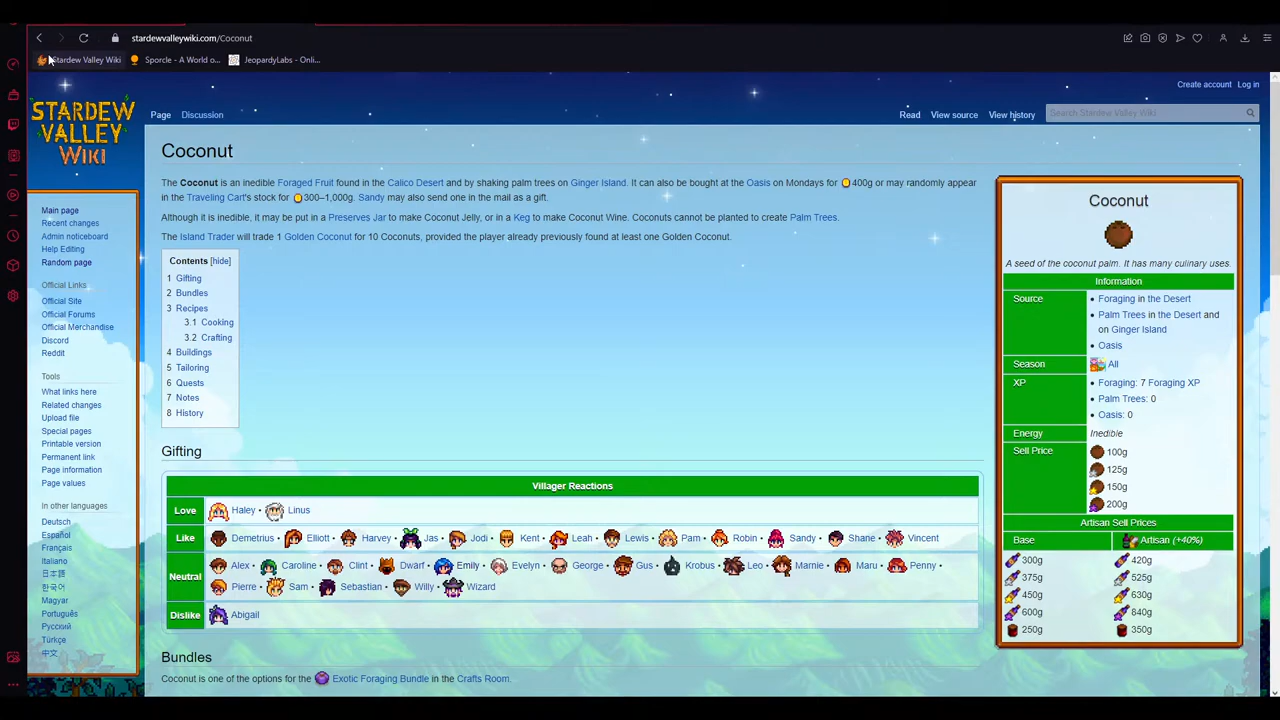 stardewvalleywiki.com/Coconut
Stardew Valley Wiki
Sporcle - A World o...
JeopardyLabs - Onli...
Create account Log in
STARDEW
VALLEY
WIKI
Page Discussion
Read View source View history
Search Stardew Valley Wiki
Main page
Recent changes
Admin noticeboard
Help Editing
Random page
Official Links
Official Site
Official Forums
Official Merchandise
Discord
Reddit
Tools
What links here
Related changes
Upload file
Special pages
Printable version
Permanent link
Page information
Page values
In other languages
Deutsch
Español
Français
Italiano
日本語
한국어
Magyar
Português
Русский
Türkçe
中文
Coconut
The Coconut is an inedible Foraged Fruit found in the Calico Desert and by shaking palm trees on Ginger Island. It can also be bought at the Oasis on Mondays for 400g or may randomly appear
in the Traveling Cart's stock for 300–1,000g. Sandy may also send one in the mail as a gift.
Although it is inedible, it may be put in a Preserves Jar to make Coconut Jelly, or in a Keg to make Coconut Wine. Coconuts cannot be planted to create Palm Trees.
The Island Trader will trade 1 Golden Coconut for 10 Coconuts, provided the player already previously found at least one Golden Coconut.
Contents [hide]
1 Gifting
2 Bundles
3 Recipes
3.1 Cooking
3.2 Crafting
4 Buildings
5 Tailoring
6 Quests
7 Notes
8 History
Gifting
Villager Reactions
Love Haley • Linus
Like Demetrius • Elliott • Harvey • Jas • Jodi • Kent • Leah • Lewis • Pam • Robin • Sandy • Shane • Vincent
Neutral Alex • Caroline • Clint • Dwarf • Emily • Evelyn • George • Gus • Krobus • Leo • Marnie • Maru • Penny •
Pierre • Sam • Sebastian • Willy • Wizard
Dislike Abigail
Bundles
Coconut is one of the options for the Exotic Foraging Bundle in the Crafts Room.
Coconut
A seed of the coconut palm. It has many culinary uses.
Information
Source • Foraging in the Desert
• Palm Trees in the Desert and
on Ginger Island
• Oasis
Season All
XP • Foraging: 7 Foraging XP
• Palm Trees: 0
• Oasis: 0
Energy Inedible
Sell Price 100g
125g
150g
200g
Artisan Sell Prices
Base Artisan (+40%)
300g 420g
375g 525g
450g 630g
600g 840g
250g 350g